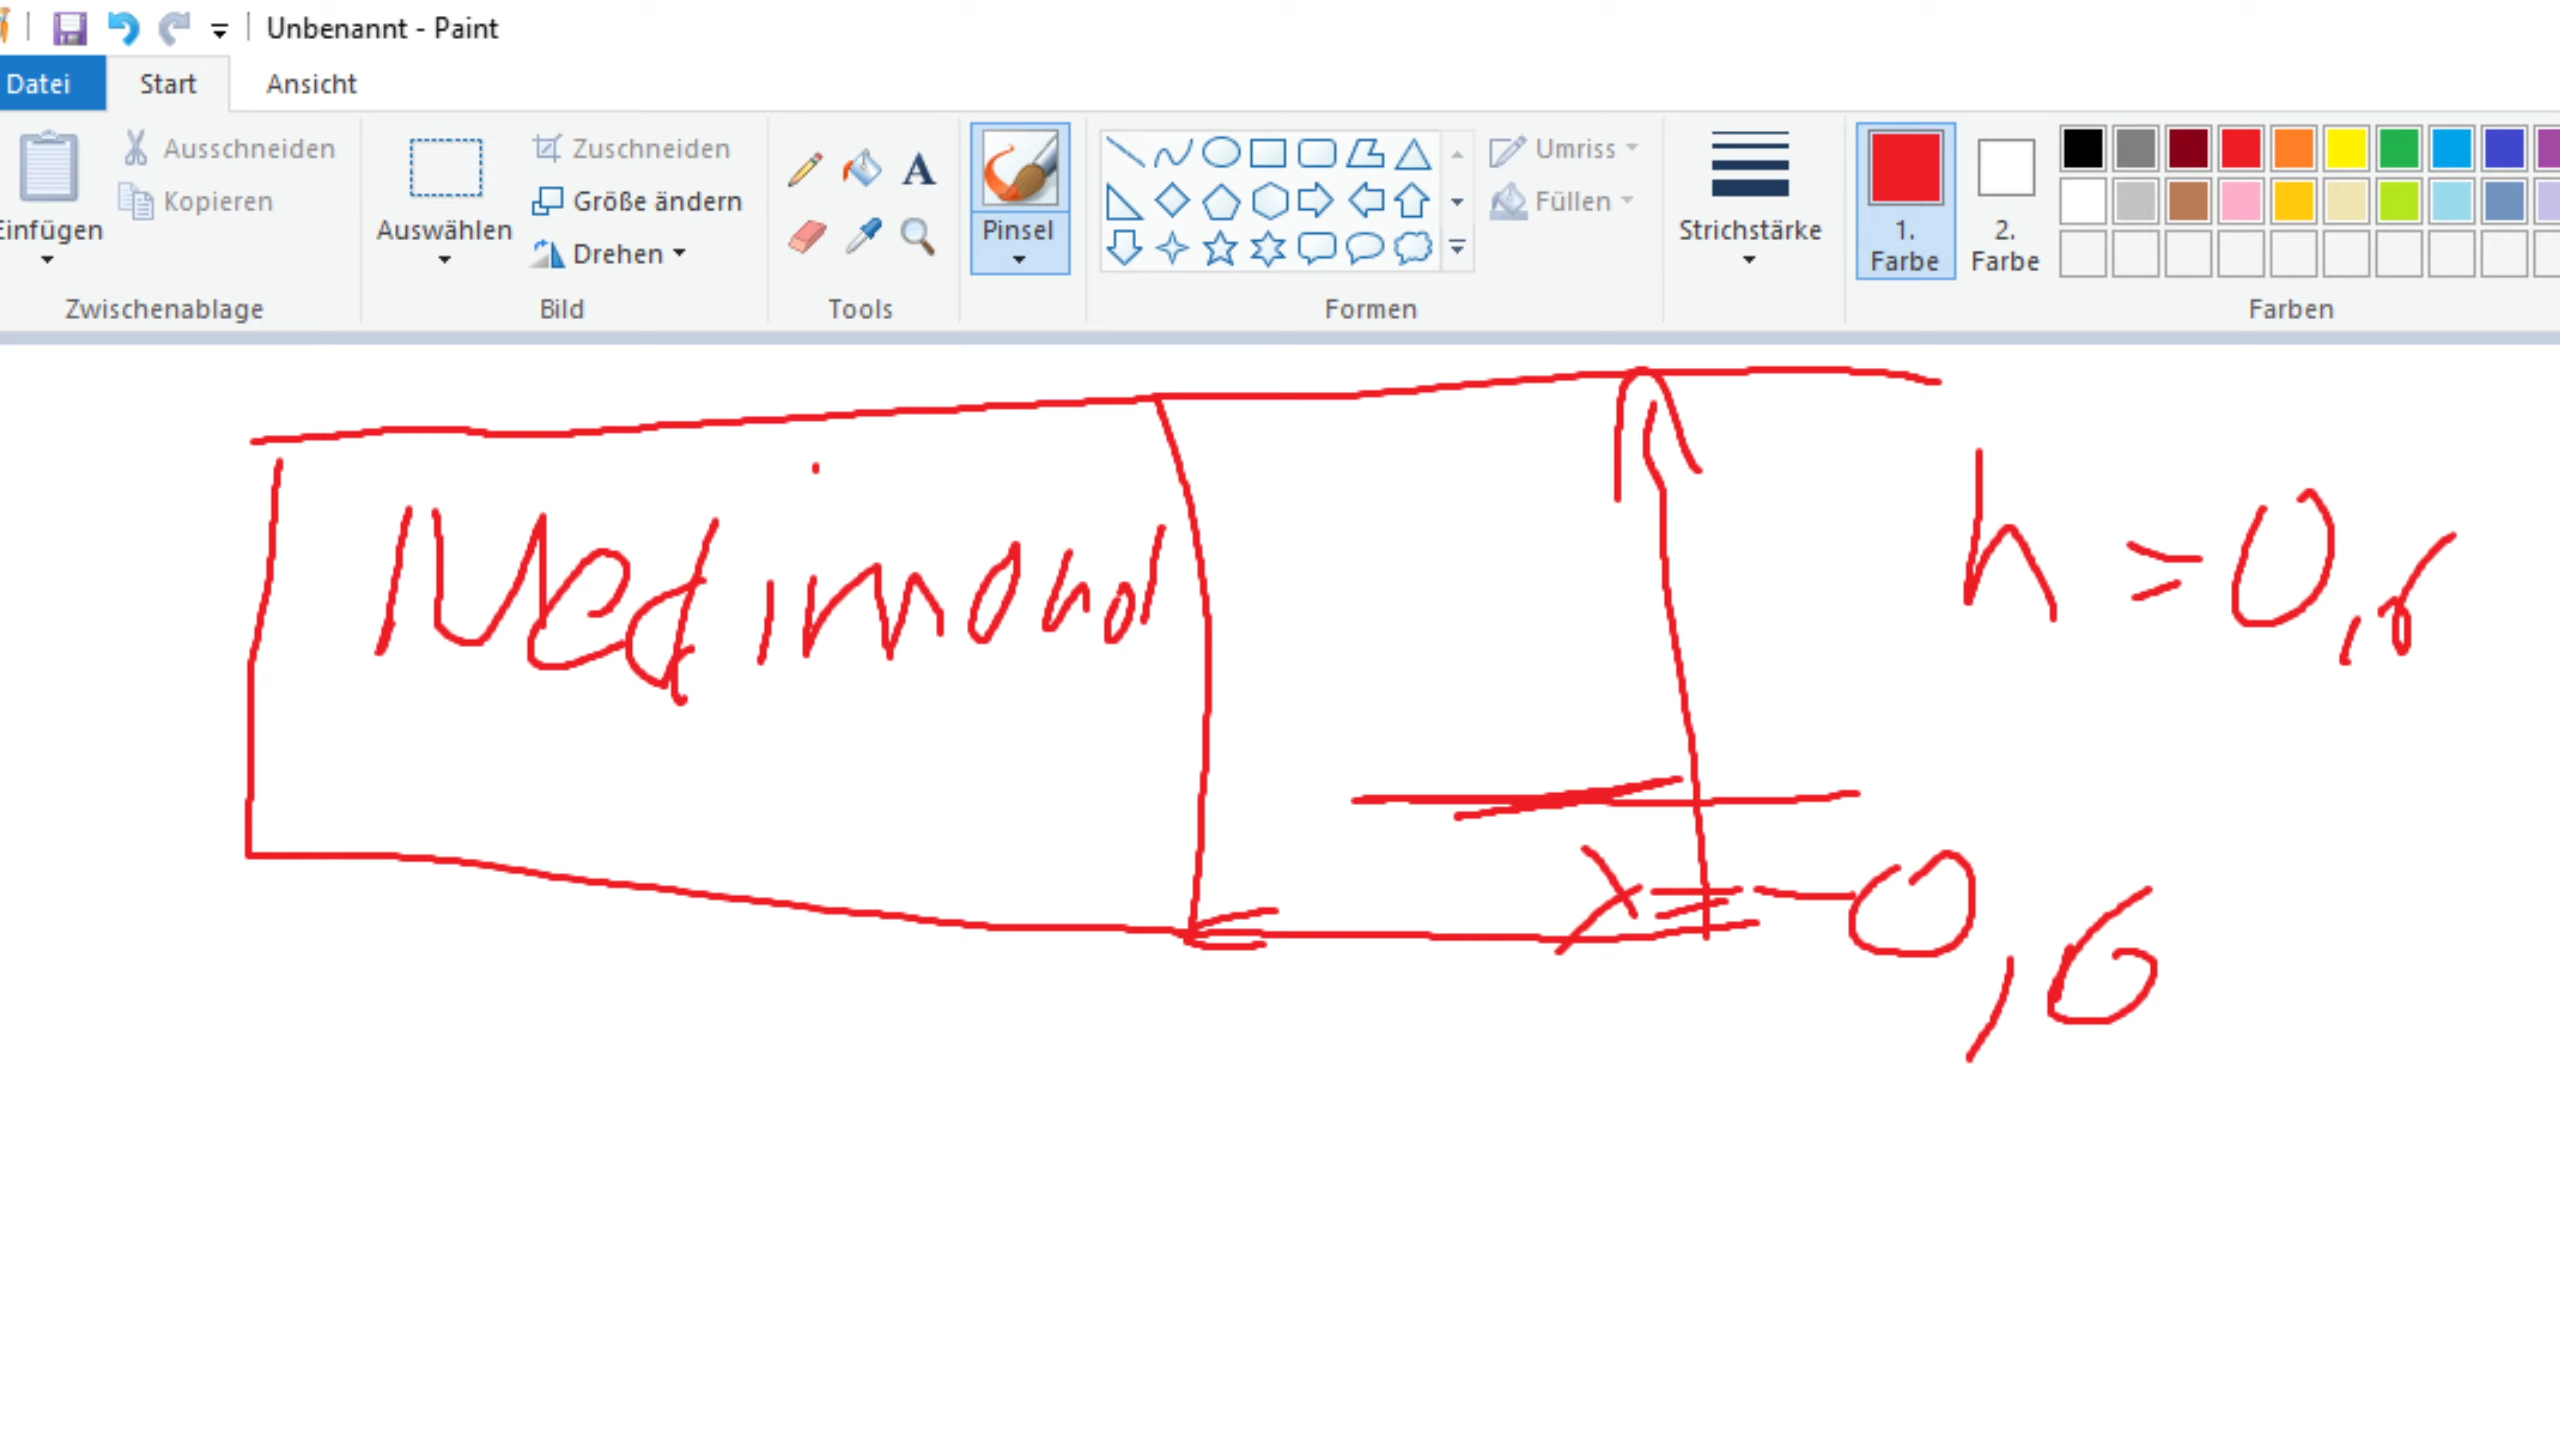 Unbenannt - Paint
Datei Start Ansicht
Ausschneiden Zuschneiden Umriss
Kopieren Größe ändern Füllen
Einfügen Auswählen Drehen Pinsel Strichstärke 1. Farbe 2. Farbe
Zwischenablage Bild Tools Formen Farben
h = 0,8
x = -0,6